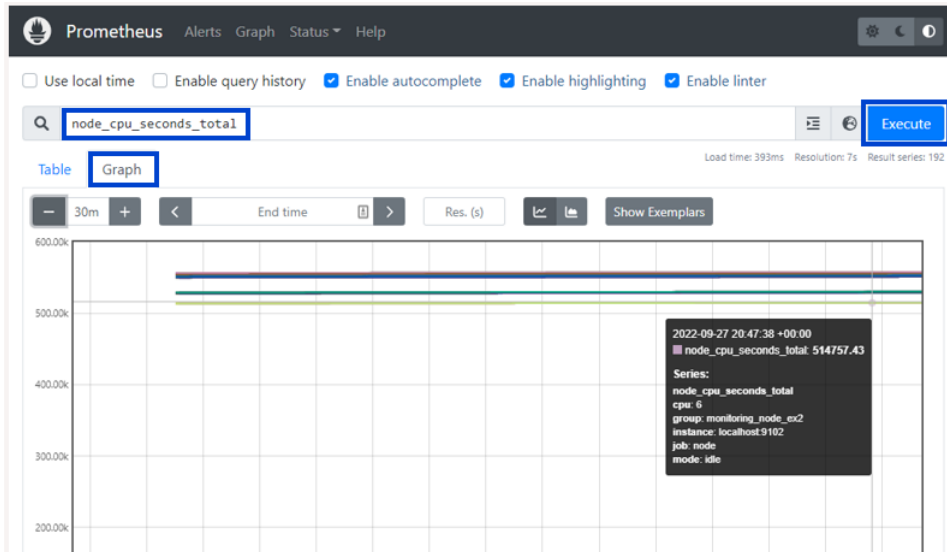 Prometheus Alerts Graph Status Help
Use local time Enable query history Enable autocomplete Enable highlighting Enable linter
node_cpu_seconds_total Execute
Load time: 393ms Resolution: 7s Result series: 192
Table Graph
− 30m + < End time > Res. (s) Show Exemplars
600.00k
500.00k
2022-09-27 20:47:38 +00:00
node_cpu_seconds_total: 514757.43
Series:
node_cpu_seconds_total
cpu: 6
group: monitoring_node_ex2
instance: localhost:9102
job: node
mode: idle
400.00k
300.00k
200.00k